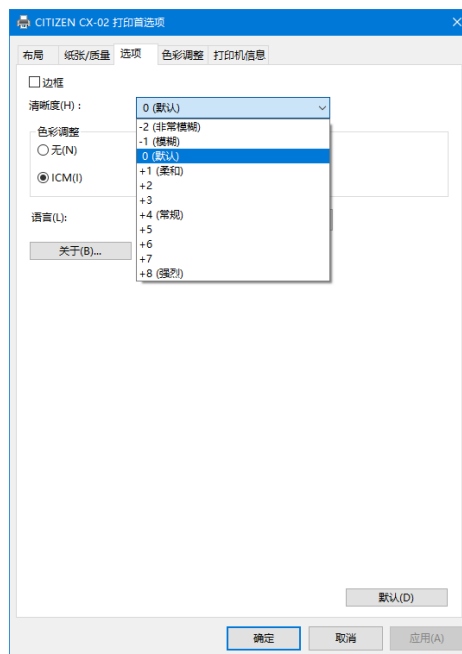 CITIZEN CX-02 打印首选项
布局 纸张/质量 选项 色彩调整 打印机信息
边框
清晰度(H)： 0 (默认)
-2 (非常模糊)
-1 (模糊)
0 (默认)
+1 (柔和)
+2
+3
+4 (常规)
+5
+6
+7
+8 (强烈)
色彩调整
无(N)
ICM(I)
语言(L):
关于(B)...
默认(D)
确定 取消 应用(A)